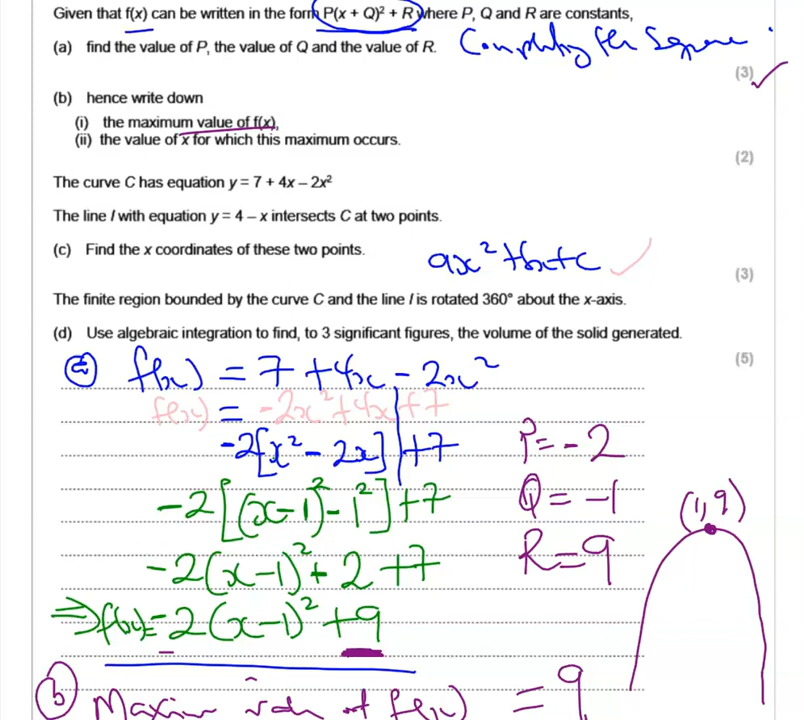 Given that f(x) can be written in the form P(x + Q)² + R where P, Q and R are constants,
(a) find the value of P, the value of Q and the value of R.
Completing the Square
(3)
(b) hence write down
(i) the maximum value of f(x),
(ii) the value of x for which this maximum occurs.
(2)
The curve C has equation y = 7 + 4x – 2x²
The line l with equation y = 4 – x intersects C at two points.
(c) Find the x coordinates of these two points.
ax² + bx + c
(3)
The finite region bounded by the curve C and the line l is rotated 360° about the x-axis.
(d) Use algebraic integration to find, to 3 significant figures, the volume of the solid generated.
(5)
(a) f(x) = 7 + 4x - 2x²
f(x) = -2x² + 4x + 7
-2[x² - 2x] + 7
P = -2
-2[(x-1)² - 1²] + 7
Q = -1
(1, 9)
-2(x-1)² + 2 + 7
R = 9
⇒ f(x) = -2(x-1)² + 9
(b) Maximum value of f(x) = 9